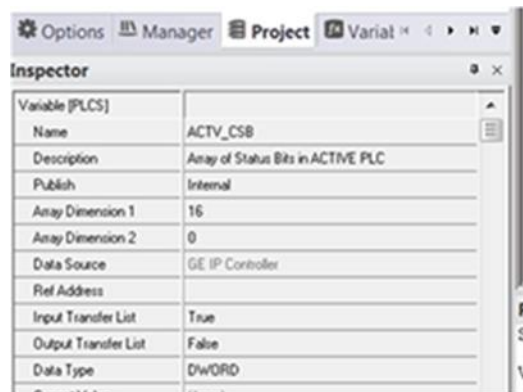 Options Manager Project Variab
Inspector
Variable [PLCS]
Name ACTV_CSB
Description Array of Status Bits in ACTIVE PLC
Publish Internal
Array Dimension 1 16
Array Dimension 2 0
Data Source GE IP Controller
Ref Address
Input Transfer List True
Output Transfer List False
Data Type DWORD